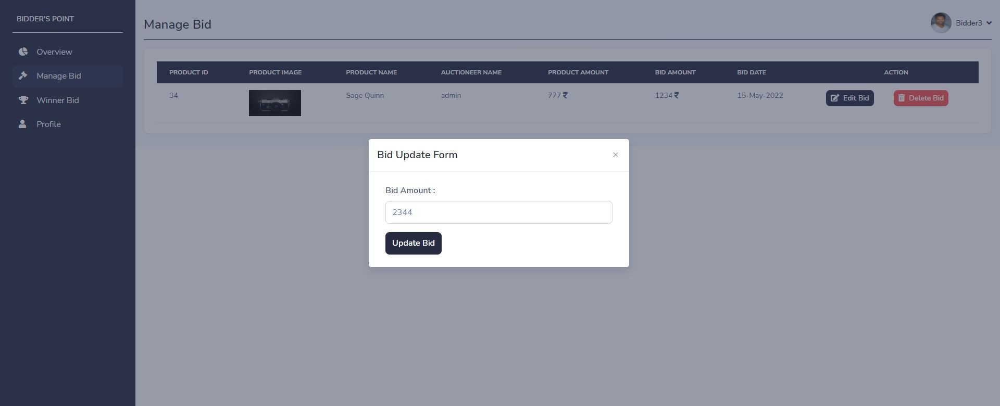 BIDDER'S POINT
Overview
Manage Bid
Winner Bid
Profile
Manage Bid
Bidder3
PRODUCT ID PRODUCT IMAGE PRODUCT NAME AUCTIONEER NAME PRODUCT AMOUNT BID AMOUNT BID DATE ACTION
34 Sage Quinn admin 777 ₹ 1234 ₹ 15-May-2022 Edit Bid Delete Bid
Bid Update Form ×
Bid Amount :
2344
Update Bid